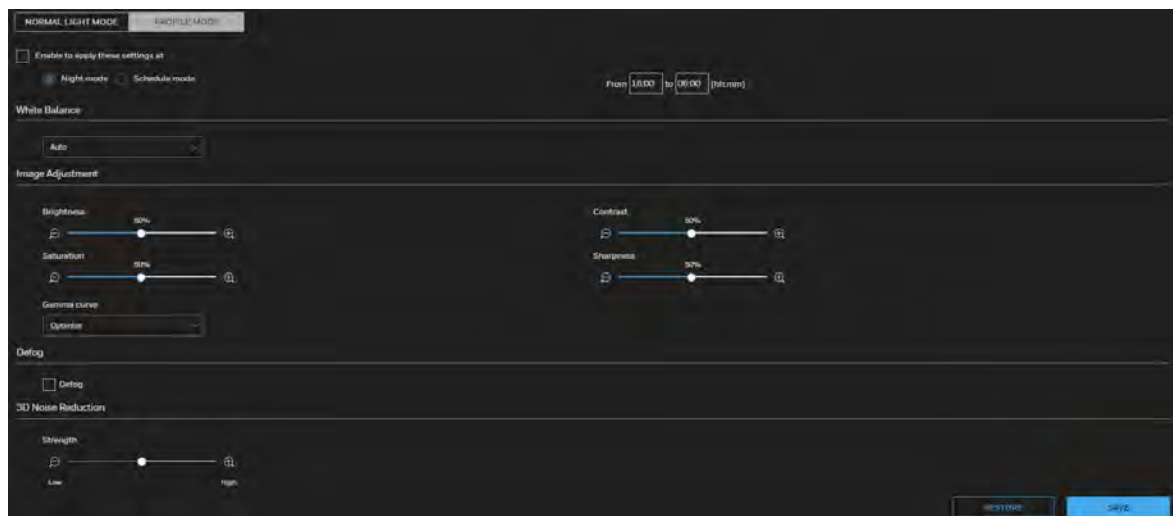 NORMAL LIGHT MODE PROFILE MODE
Enable to apply these settings at
Night mode Schedule mode From 18:00 to 06:00 [hh:mm]
White Balance
Auto
Image Adjustment
Brightness Contrast
50% 50%
Saturation Sharpness
50% 50%
Gamma curve
Optimize
Defog
Defog
3D Noise Reduction
Strength
Low High
RESTORE SAVE